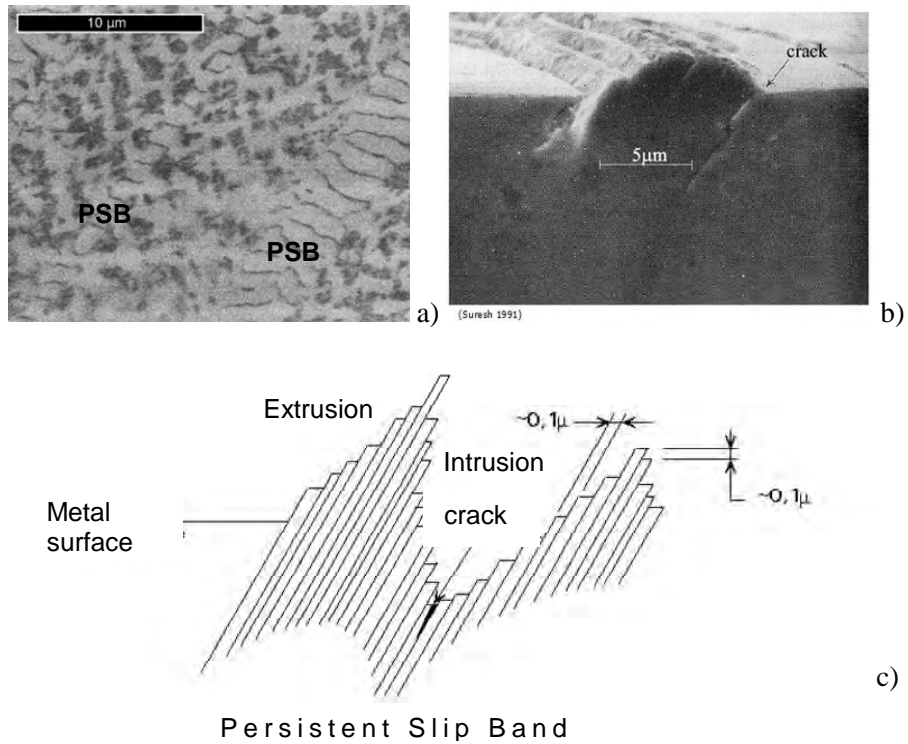 10 µm
PSB
PSB
a)
crack
5µm
(Suresh 1991)
b)
Extrusion
~0, 1µ
Intrusion
crack
~0, 1µ
Metal
surface
c)
Persistent Slip Band